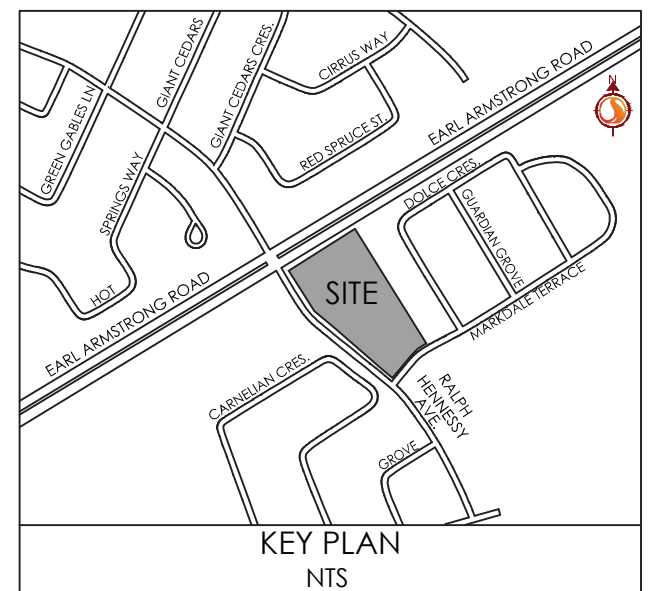 GREEN GABLES LN
GIANT CEDARS
GIANT CEDARS CRES.
CIRRUS WAY
RED SPRUCE ST.
EARL ARMSTRONG ROAD
N
DOLCE CRES.
GUARDIAN GROVE
MARKDALE TERRACE
SPRINGS WAY
HOT
EARL ARMSTRONG ROAD
SITE
CARNELIAN CRES.
RALPH
HENNESSY
AVE.
GROVE
KEY PLAN
NTS